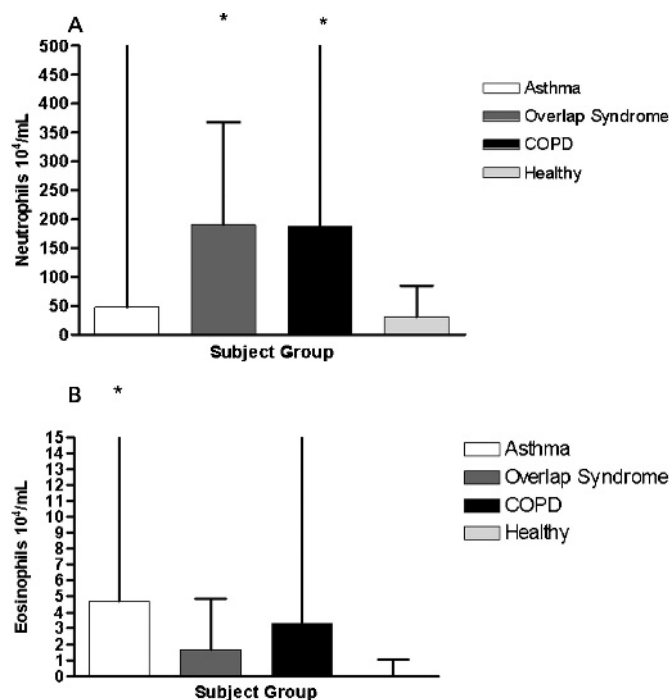 A
*
*
500
450
400
350
300
250
200
150
100
50
0
Neutrophils 10⁴/mL
Subject Group
Asthma
Overlap Syndrome
COPD
Healthy
B
*
15
14
13
12
11
10
9
8
7
6
5
4
3
2
1
0
Eosinophils 10⁴/mL
Subject Group
Asthma
Overlap Syndrome
COPD
Healthy